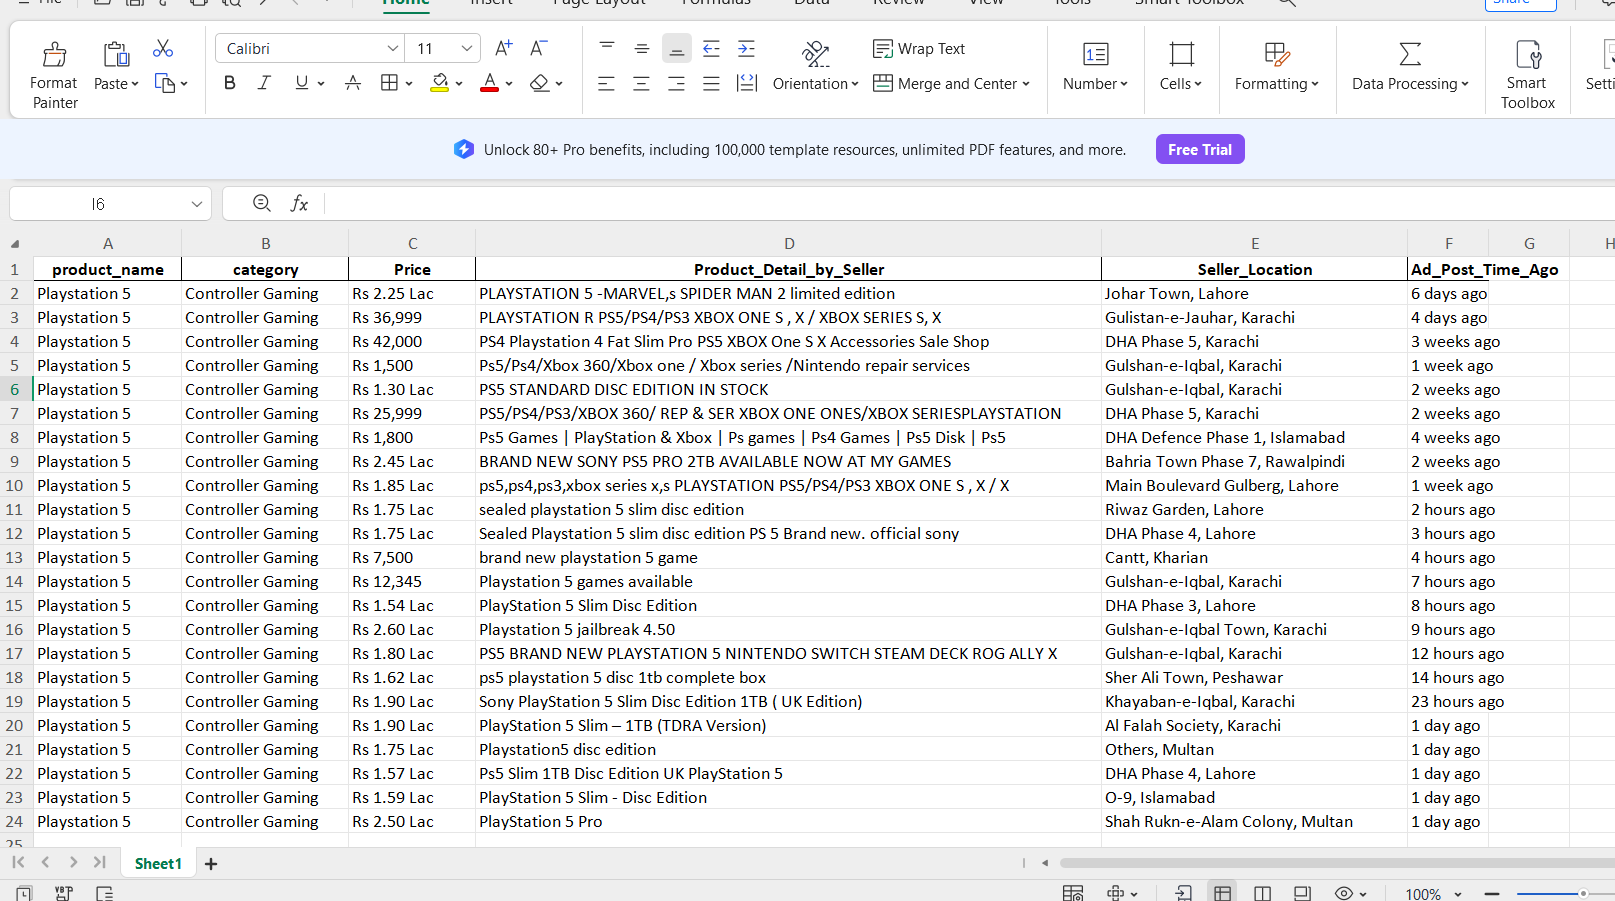 File Home Insert Page Layout Formulas Data Review View Tools Smart Toolbox Share
Calibri 11 Wrap Text
Format Painter Paste Orientation Merge and Center Number Cells Formatting Data Processing Smart Toolbox
Unlock 80+ Pro benefits, including 100,000 template resources, unlimited PDF features, and more. Free Trial
I6 fx
A B C D E F G H
1 product_name category Price Product_Detail_by_Seller Seller_Location Ad_Post_Time_Ago
2 Playstation 5 Controller Gaming Rs 2.25 Lac PLAYSTATION 5 -MARVEL,s SPIDER MAN 2 limited edition Johar Town, Lahore 6 days ago
3 Playstation 5 Controller Gaming Rs 36,999 PLAYSTATION R PS5/PS4/PS3 XBOX ONE S , X / XBOX SERIES S, X Gulistan-e-Jauhar, Karachi 4 days ago
4 Playstation 5 Controller Gaming Rs 42,000 PS4 Playstation 4 Fat Slim Pro PS5 XBOX One S X Accessories Sale Shop DHA Phase 5, Karachi 3 weeks ago
5 Playstation 5 Controller Gaming Rs 1,500 Ps5/Ps4/Xbox 360/Xbox one / Xbox series /Nintendo repair services Gulshan-e-Iqbal, Karachi 1 week ago
6 Playstation 5 Controller Gaming Rs 1.30 Lac PS5 STANDARD DISC EDITION IN STOCK Gulshan-e-Iqbal, Karachi 2 weeks ago
7 Playstation 5 Controller Gaming Rs 25,999 PS5/PS4/PS3/XBOX 360/ REP & SER XBOX ONE ONES/XBOX SERIESPLAYSTATION DHA Phase 5, Karachi 2 weeks ago
8 Playstation 5 Controller Gaming Rs 1,800 Ps5 Games | PlayStation & Xbox | Ps games | Ps4 Games | Ps5 Disk | Ps5 DHA Defence Phase 1, Islamabad 4 weeks ago
9 Playstation 5 Controller Gaming Rs 2.45 Lac BRAND NEW SONY PS5 PRO 2TB AVAILABLE NOW AT MY GAMES Bahria Town Phase 7, Rawalpindi 2 weeks ago
10 Playstation 5 Controller Gaming Rs 1.85 Lac ps5,ps4,ps3,xbox series x,s PLAYSTATION PS5/PS4/PS3 XBOX ONE S , X / X Main Boulevard Gulberg, Lahore 1 week ago
11 Playstation 5 Controller Gaming Rs 1.75 Lac sealed playstation 5 slim disc edition Riwaz Garden, Lahore 2 hours ago
12 Playstation 5 Controller Gaming Rs 1.75 Lac Sealed Playstation 5 slim disc edition PS 5 Brand new. official sony DHA Phase 4, Lahore 3 hours ago
13 Playstation 5 Controller Gaming Rs 7,500 brand new playstation 5 game Cantt, Kharian 4 hours ago
14 Playstation 5 Controller Gaming Rs 12,345 Playstation 5 games available Gulshan-e-Iqbal, Karachi 7 hours ago
15 Playstation 5 Controller Gaming Rs 1.54 Lac PlayStation 5 Slim Disc Edition DHA Phase 3, Lahore 8 hours ago
16 Playstation 5 Controller Gaming Rs 2.60 Lac Playstation 5 jailbreak 4.50 Gulshan-e-Iqbal Town, Karachi 9 hours ago
17 Playstation 5 Controller Gaming Rs 1.80 Lac PS5 BRAND NEW PLAYSTATION 5 NINTENDO SWITCH STEAM DECK ROG ALLY X Gulshan-e-Iqbal, Karachi 12 hours ago
18 Playstation 5 Controller Gaming Rs 1.62 Lac ps5 playstation 5 disc 1tb complete box Sher Ali Town, Peshawar 14 hours ago
19 Playstation 5 Controller Gaming Rs 1.90 Lac Sony PlayStation 5 Slim Disc Edition 1TB ( UK Edition) Khayaban-e-Iqbal, Karachi 23 hours ago
20 Playstation 5 Controller Gaming Rs 1.90 Lac PlayStation 5 Slim – 1TB (TDRA Version) Al Falah Society, Karachi 1 day ago
21 Playstation 5 Controller Gaming Rs 1.75 Lac Playstation5 disc edition Others, Multan 1 day ago
22 Playstation 5 Controller Gaming Rs 1.57 Lac Ps5 Slim 1TB Disc Edition UK PlayStation 5 DHA Phase 4, Lahore 1 day ago
23 Playstation 5 Controller Gaming Rs 1.59 Lac PlayStation 5 Slim - Disc Edition O-9, Islamabad 1 day ago
24 Playstation 5 Controller Gaming Rs 2.50 Lac PlayStation 5 Pro Shah Rukn-e-Alam Colony, Multan 1 day ago
25
Sheet1
100%